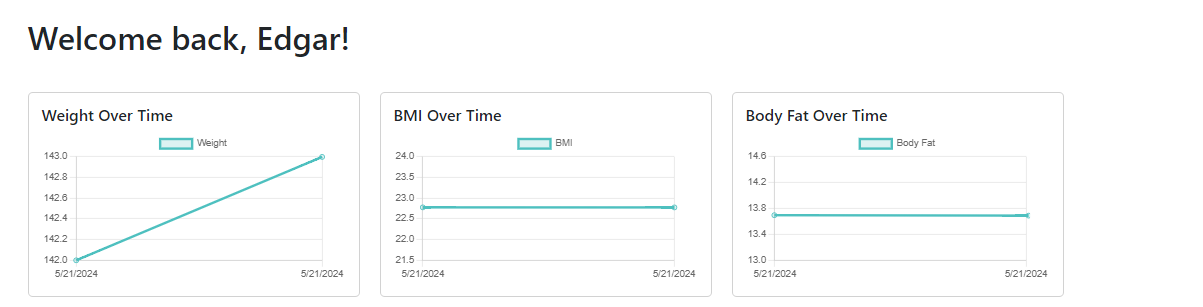 Welcome back, Edgar!
Weight Over Time
Weight
143.0
142.8
142.6
142.4
142.2
142.0
5/21/2024 5/21/2024
BMI Over Time
BMI
24.0
23.5
23.0
22.5
22.0
21.5
5/21/2024 5/21/2024
Body Fat Over Time
Body Fat
14.6
14.2
13.8
13.4
13.0
5/21/2024 5/21/2024